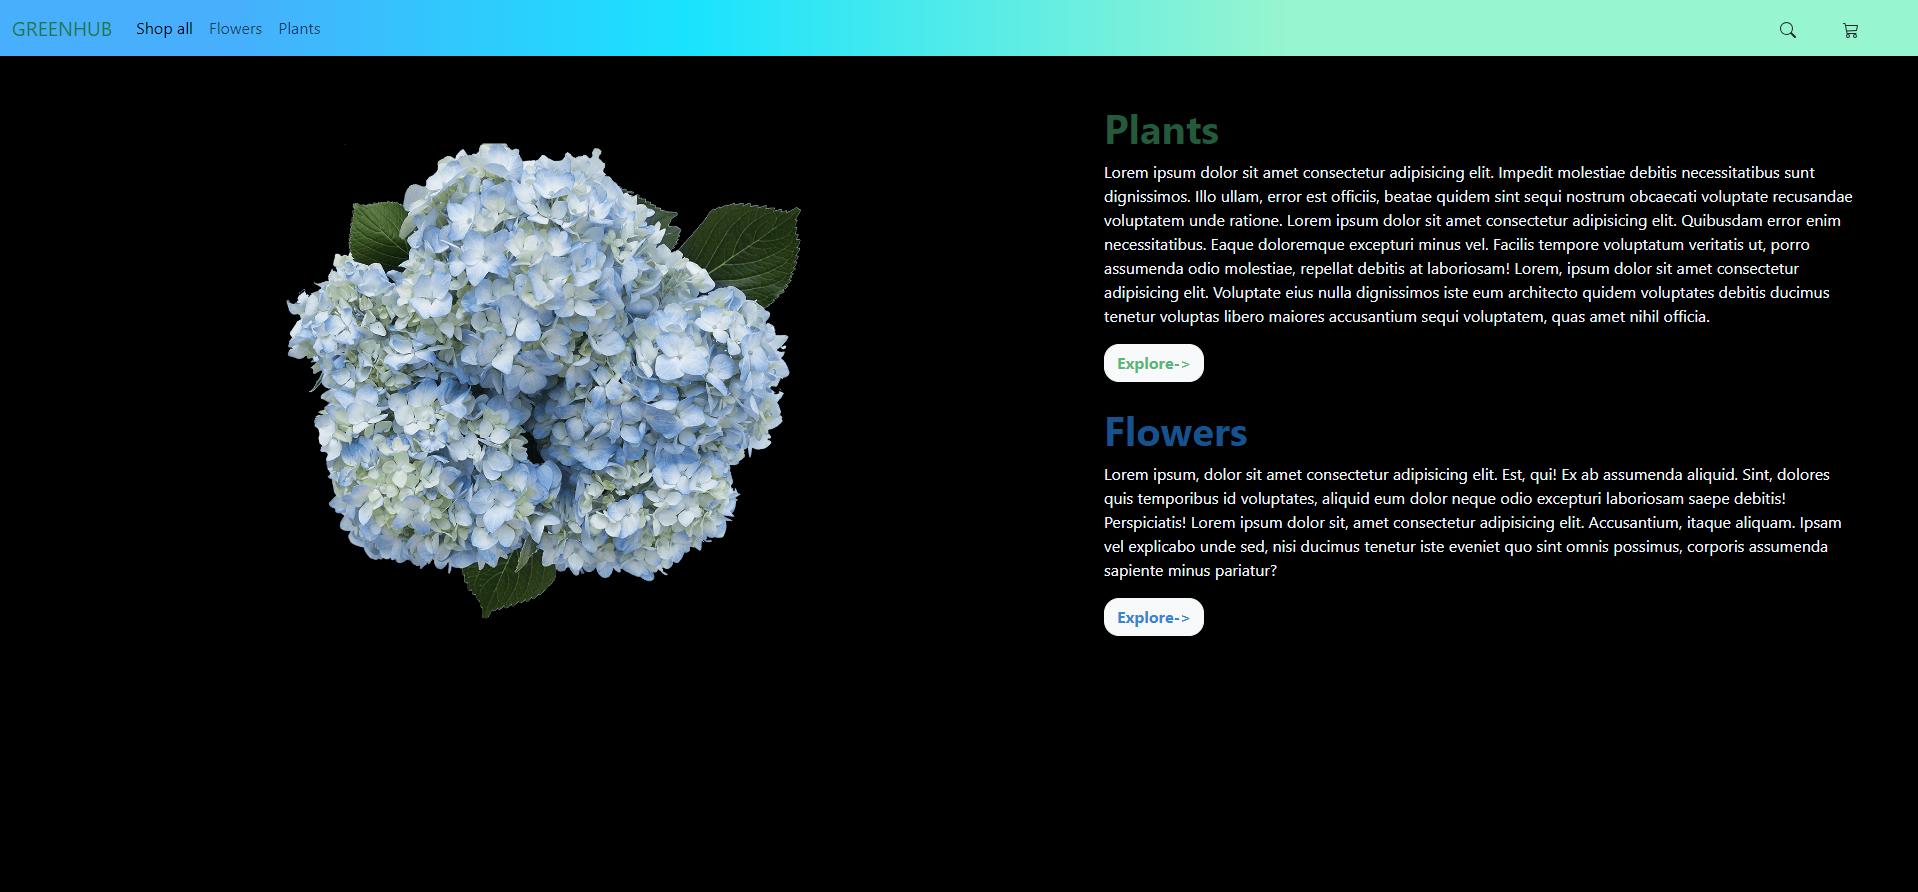 GREENHUB Shop all Flowers Plants
Plants
Lorem ipsum dolor sit amet consectetur adipisicing elit. Impedit molestiae debitis necessitatibus sunt
dignissimos. Illo ullam, error est officiis, beatae quidem sint sequi nostrum obcaecati voluptate recusandae
voluptatem unde ratione. Lorem ipsum dolor sit amet consectetur adipisicing elit. Quibusdam error enim
necessitatibus. Eaque doloremque excepturi minus vel. Facilis tempore voluptatum veritatis ut, porro
assumenda odio molestiae, repellat debitis at laboriosam! Lorem, ipsum dolor sit amet consectetur
adipisicing elit. Voluptate eius nulla dignissimos iste eum architecto quidem voluptates debitis ducimus
tenetur voluptas libero maiores accusantium sequi voluptatem, quas amet nihil officia.
Explore->
Flowers
Lorem ipsum, dolor sit amet consectetur adipisicing elit. Est, qui! Ex ab assumenda aliquid. Sint, dolores
quis temporibus id voluptates, aliquid eum dolor neque odio excepturi laboriosam saepe debitis!
Perspiciatis! Lorem ipsum dolor sit, amet consectetur adipisicing elit. Accusantium, itaque aliquam. Ipsam
vel explicabo unde sed, nisi ducimus tenetur iste eveniet quo sint omnis possimus, corporis assumenda
sapiente minus pariatur?
Explore->